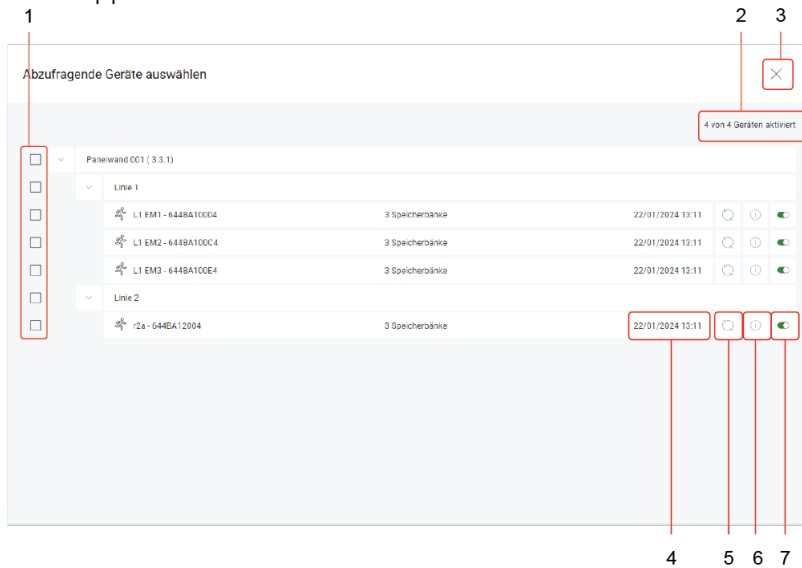 1 2 3
Abzufragende Geräte auswählen
4 von 4 Geräten aktiviert
Panelwand 001 ( 3.3.1)
Linie 1
L1 EM1 - 644BA10004 3 Speicherbänke 22/01/2024 13:11
L1 EM2 - 644BA100C4 3 Speicherbänke 22/01/2024 13:11
L1 EM3 - 644BA100E4 3 Speicherbänke 22/01/2024 13:11
Linie 2
r2a - 644BA12004 3 Speicherbänke 22/01/2024 13:11
4 5 6 7